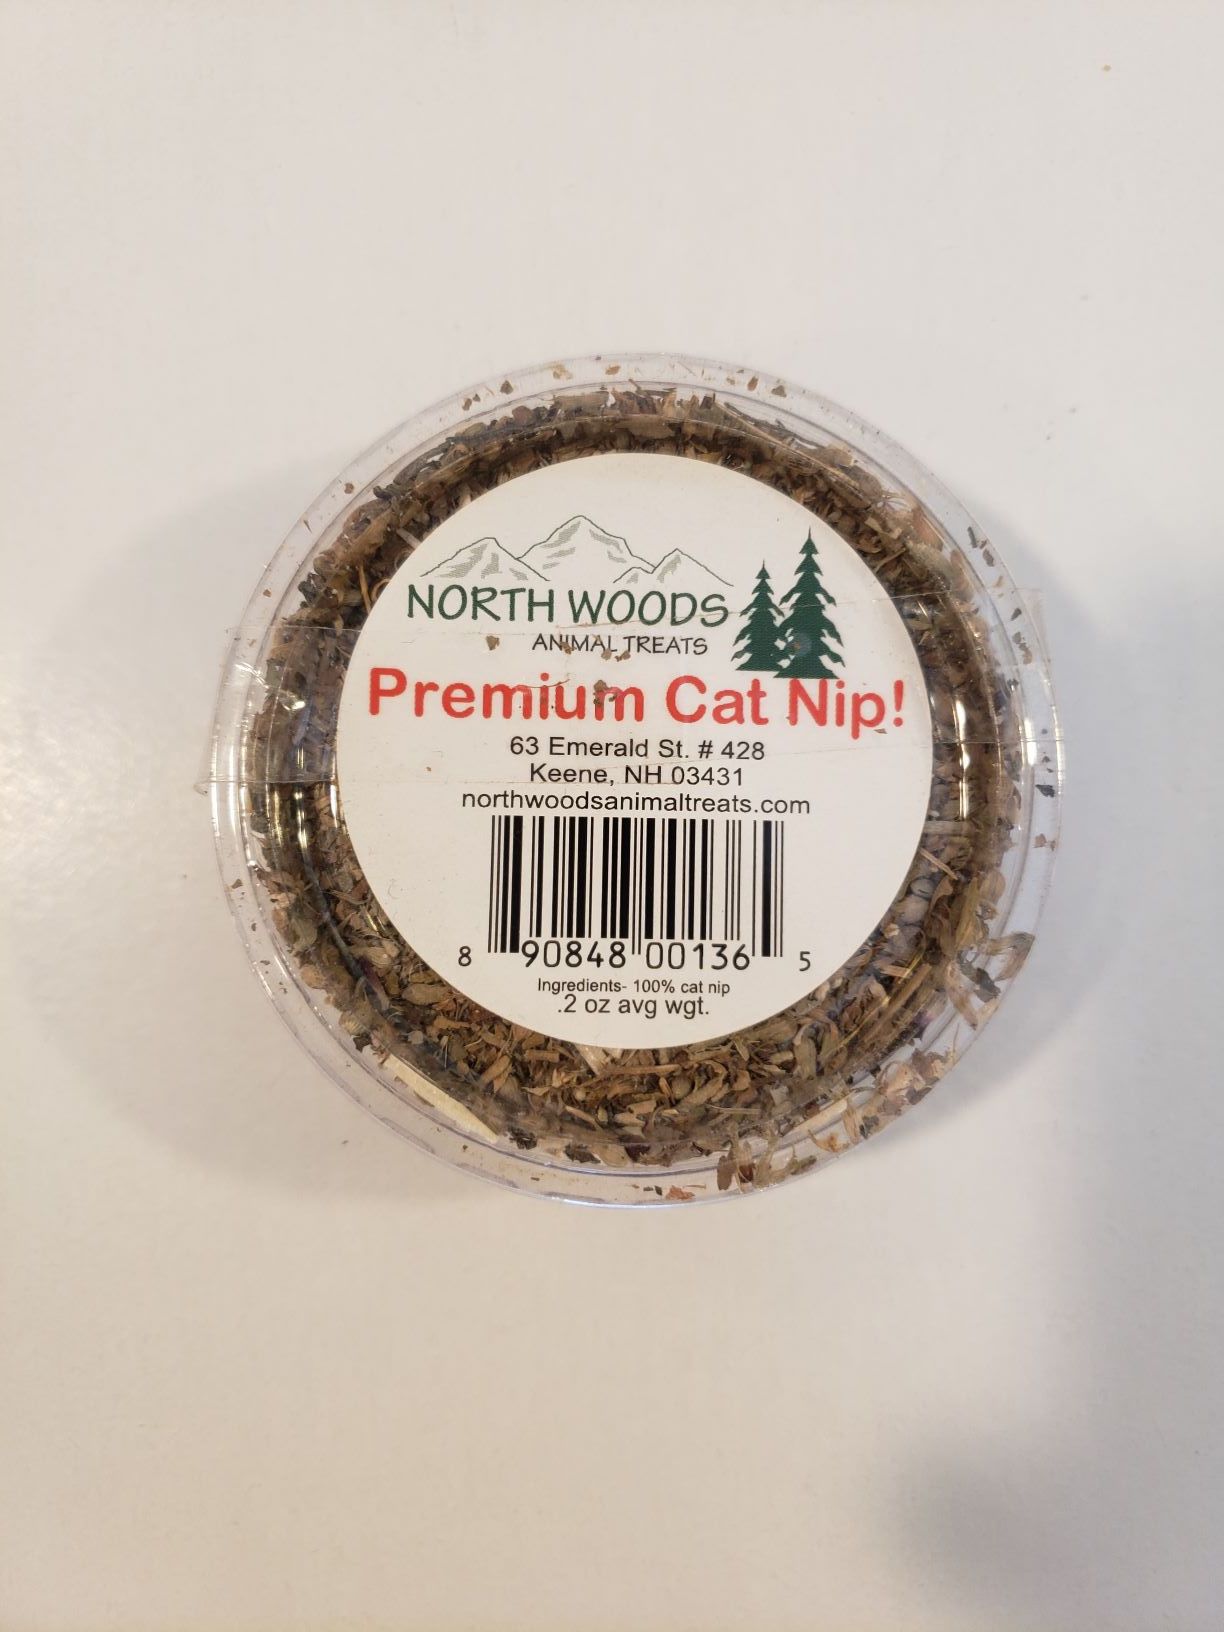 NORTH WOODS
ANIMAL TREATS
Premium Cat Nip!
63 Emerald St. # 428
Keene, NH 03431
northwoodsanimaltreats.com
8 90848 00136 5
Ingredients- 100% cat nip
.2 oz avg wgt.